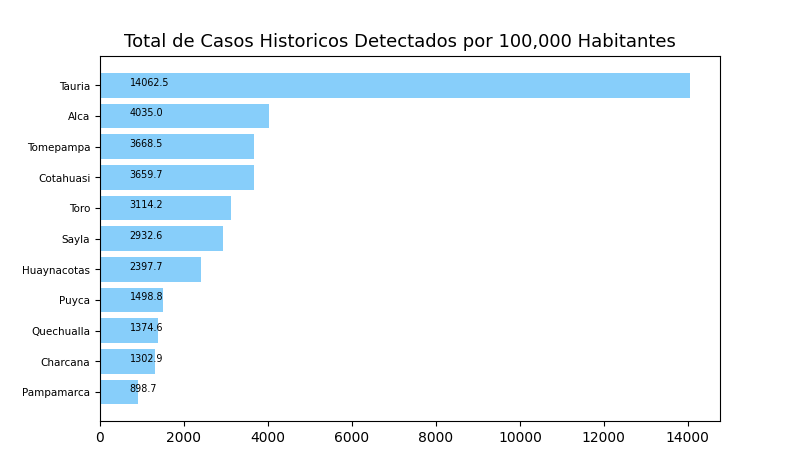 Total de Casos Historicos Detectados por 100,000 Habitantes
Tauria 14062.5
Alca 4035.0
Tomepampa 3668.5
Cotahuasi 3659.7
Toro 3114.2
Sayla 2932.6
Huaynacotas 2397.7
Puyca 1498.8
Quechualla 1374.6
Charcana 1302.9
Pampamarca 898.7
0 2000 4000 6000 8000 10000 12000 14000